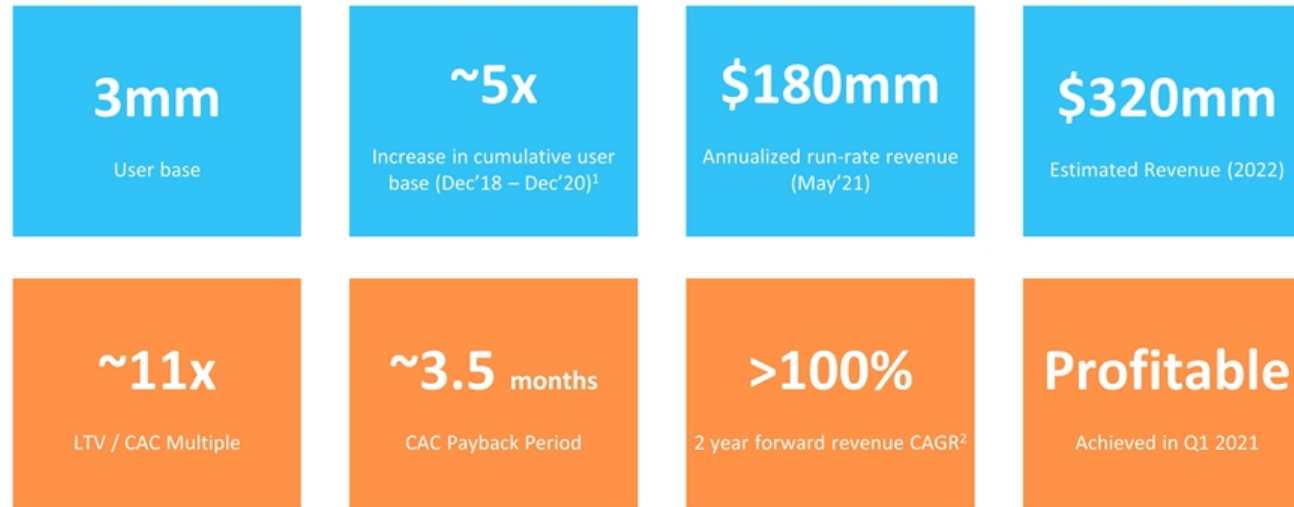 3mm
User base
~5x
Increase in cumulative user
base (Dec'18 – Dec'20)¹
$180mm
Annualized run-rate revenue
(May'21)
$320mm
Estimated Revenue (2022)
~11x
LTV / CAC Multiple
~3.5 months
CAC Payback Period
>100%
2 year forward revenue CAGR²
Profitable
Achieved in Q1 2021